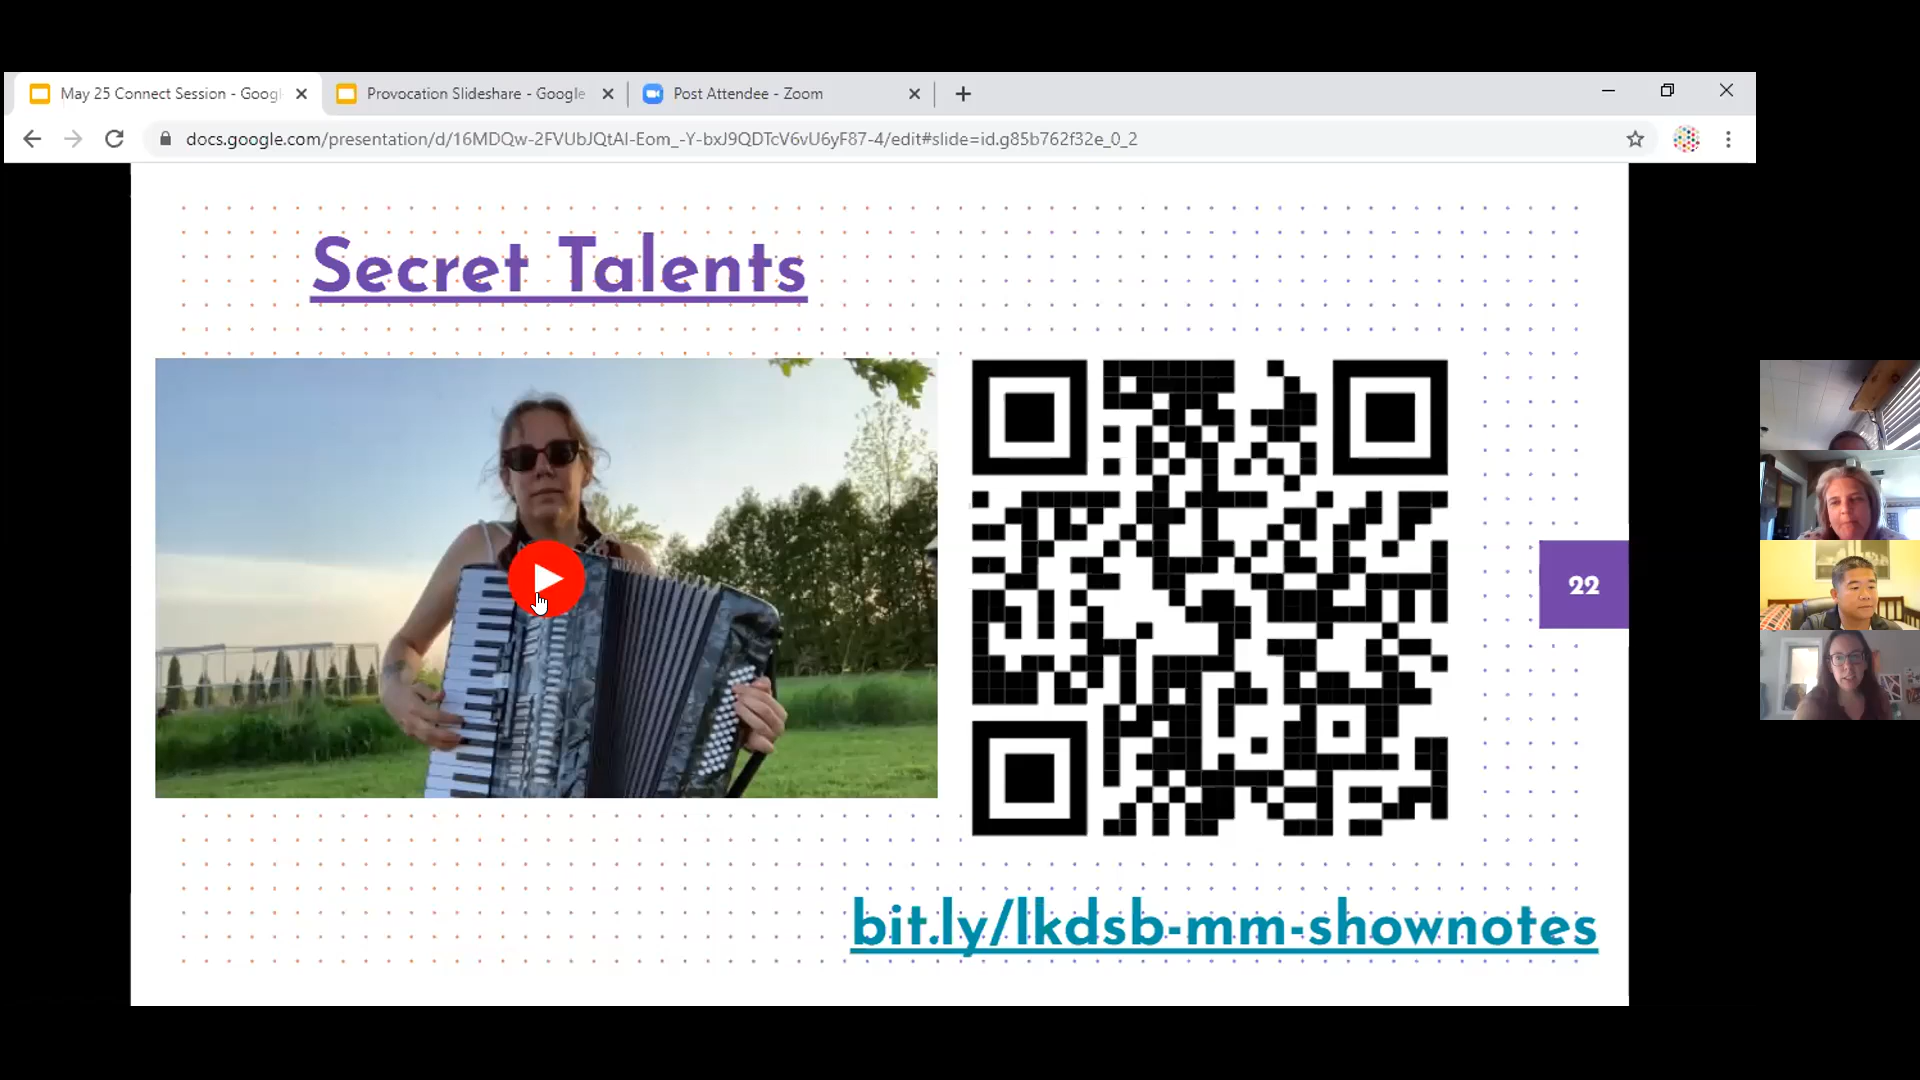 May 25 Connect Session - Googl
Provocation Slideshare - Google
Post Attendee - Zoom
docs.google.com/presentation/d/16MDQw-2FVUbJQtAI-Eom_-Y-bxJ9QDTcV6vU6yF87-4/edit#slide=id.g85b762f32e_0_2
Secret Talents
22
bit.ly/lkdsb-mm-shownotes